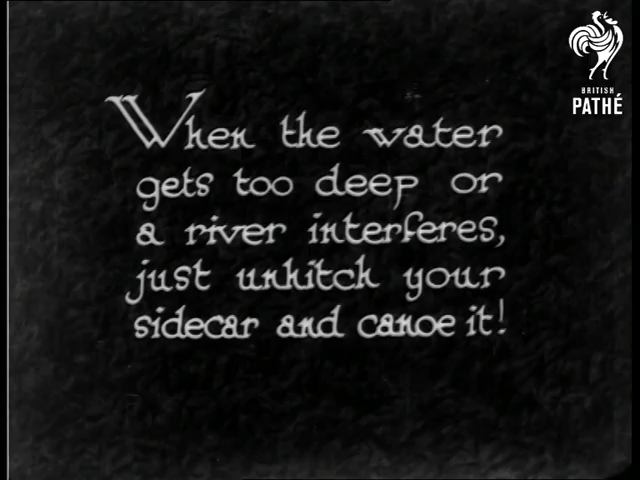 BRITISH
PATHÉ
When the water
gets too deep or
a river interferes,
just unhitch your
sidecar and canoe it!